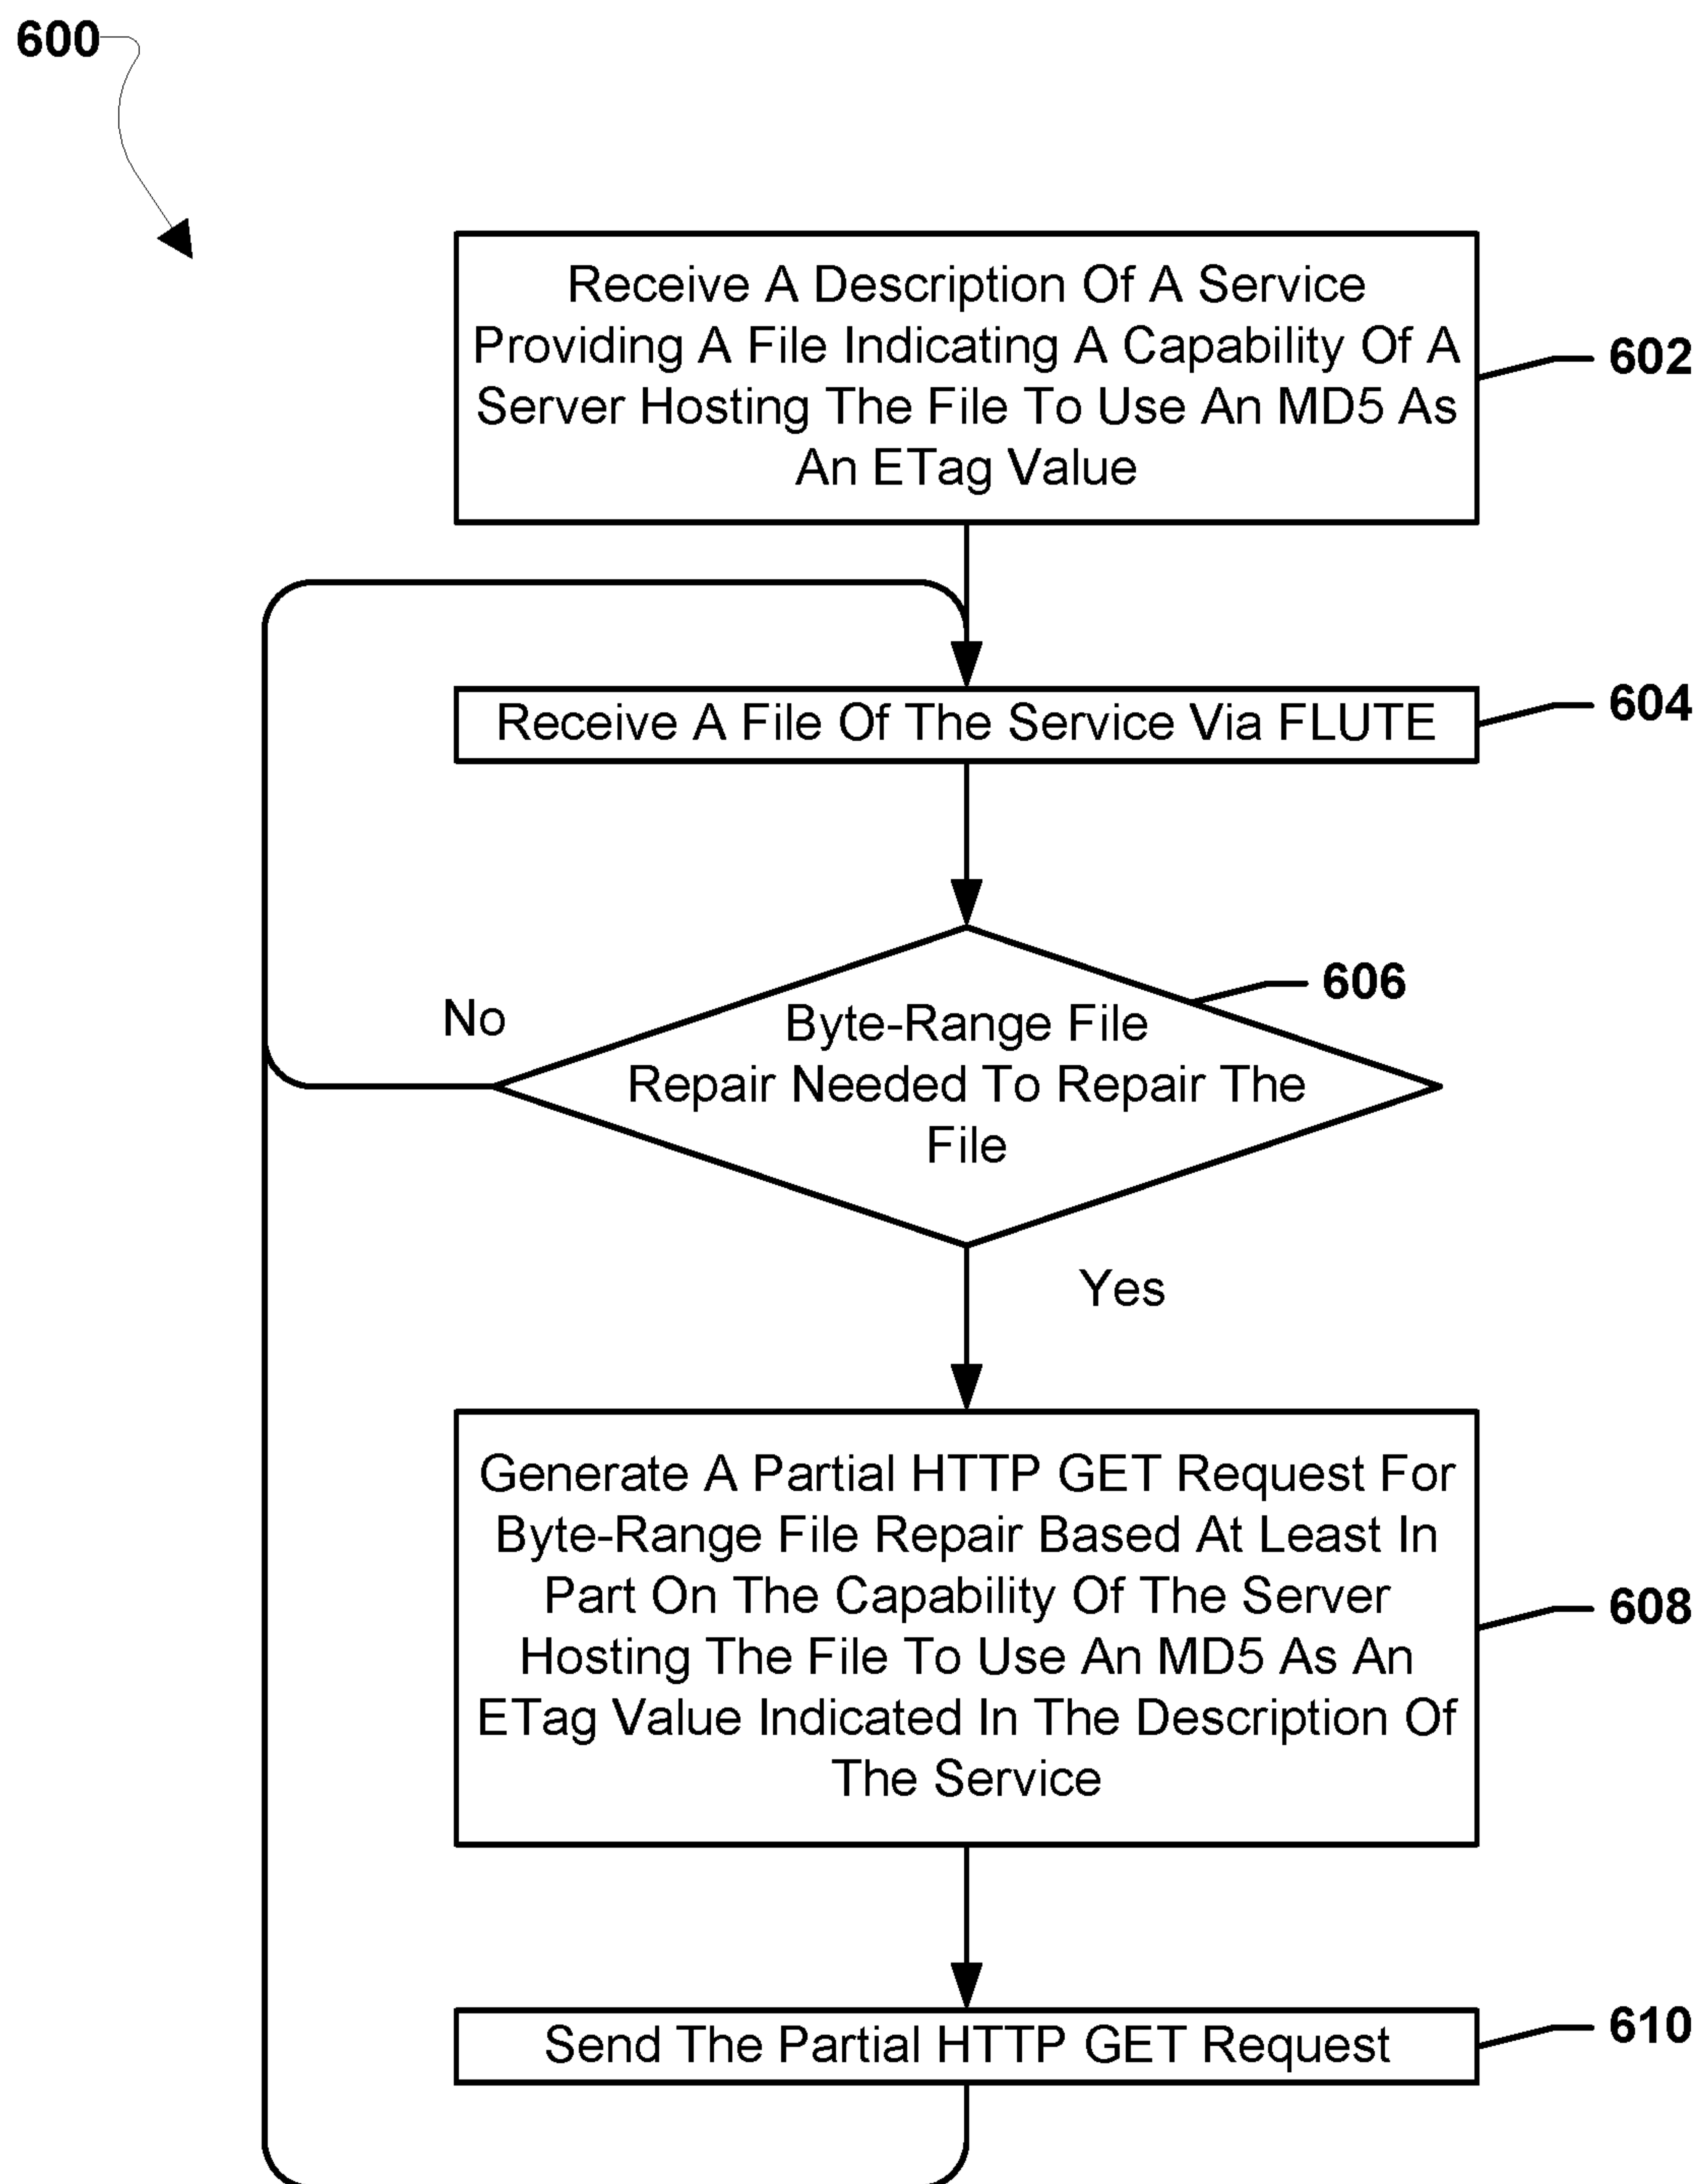 600
Receive A Description Of A Service
Providing A File Indicating A Capability Of A
Server Hosting The File To Use An MD5 As
An ETag Value
602
Receive A File Of The Service Via FLUTE
604
606
No
Byte-Range File
Repair Needed To Repair The
File
Yes
Generate A Partial HTTP GET Request For
Byte-Range File Repair Based At Least In
Part On The Capability Of The Server
Hosting The File To Use An MD5 As An
ETag Value Indicated In The Description Of
The Service
608
Send The Partial HTTP GET Request
610